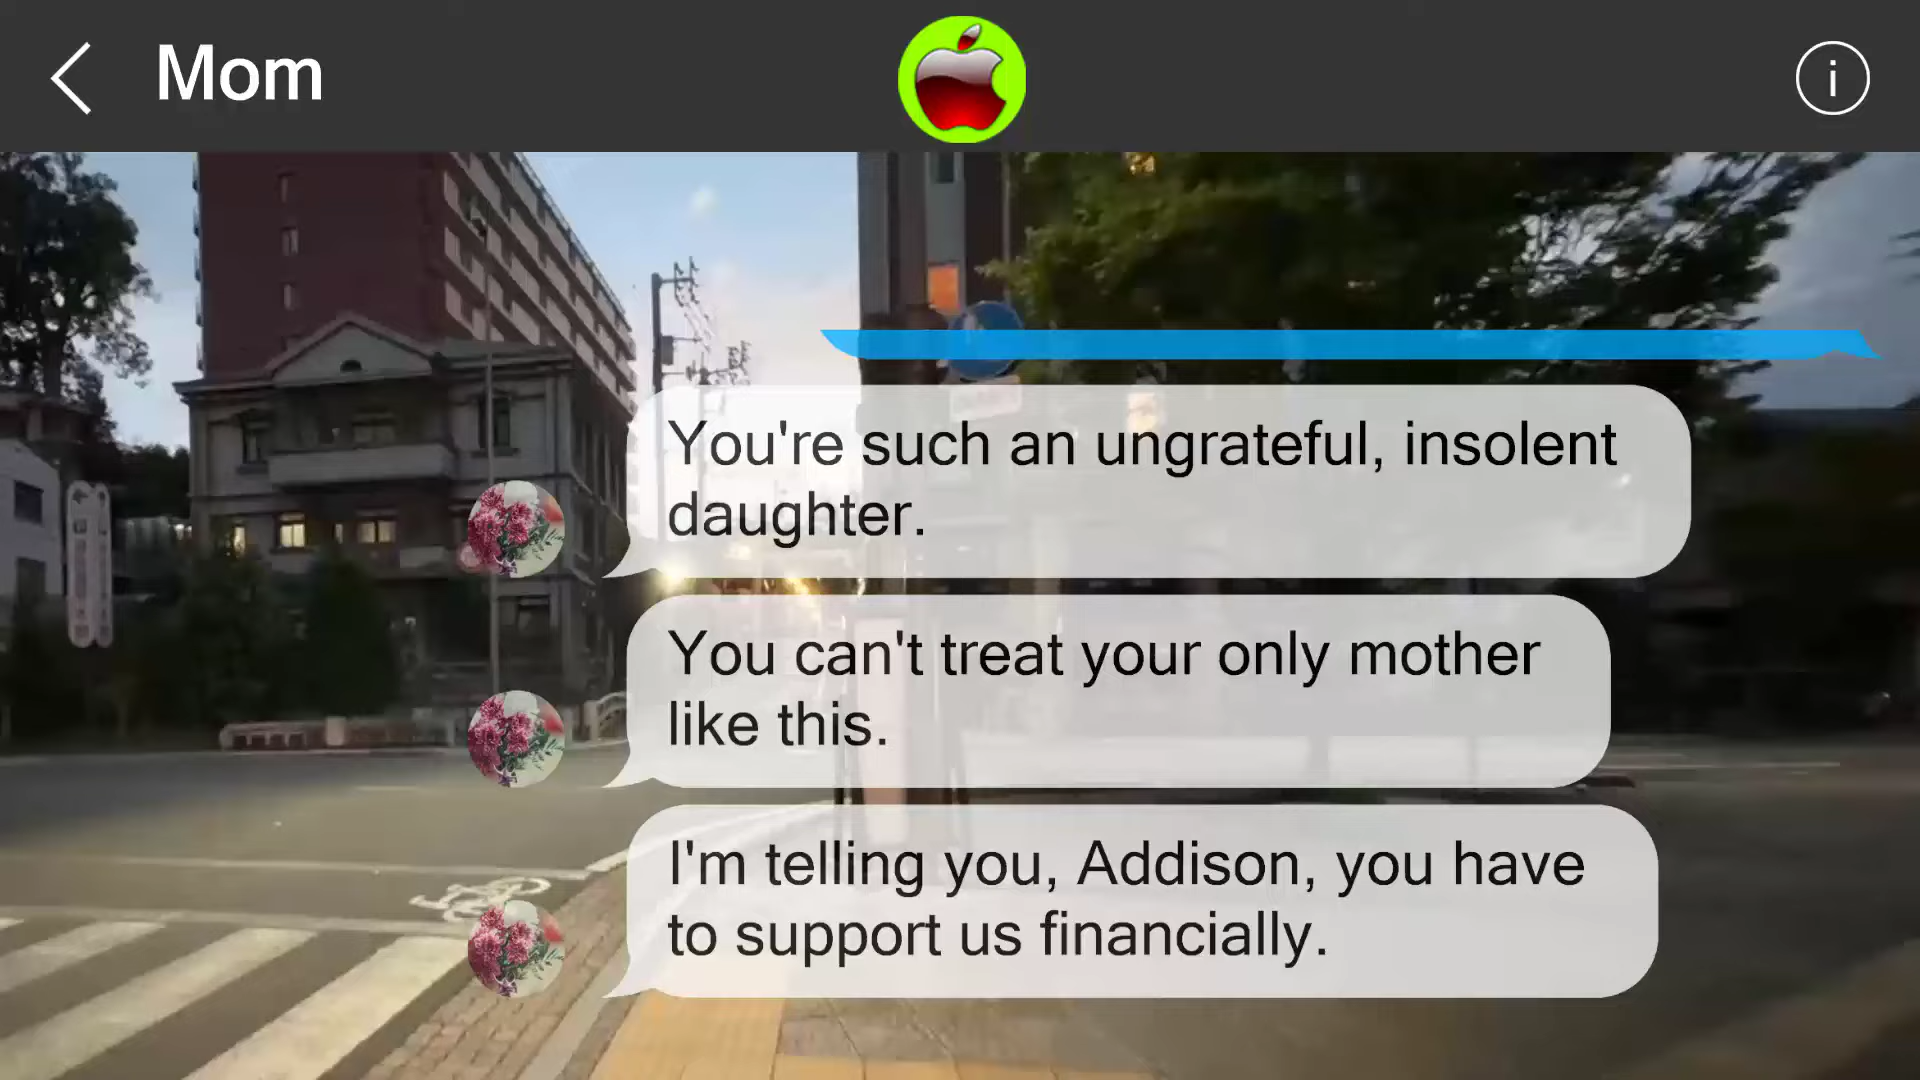 Mom
i
You're such an ungrateful, insolent
daughter.
You can't treat your only mother
like this.
I'm telling you, Addison, you have
to support us financially.